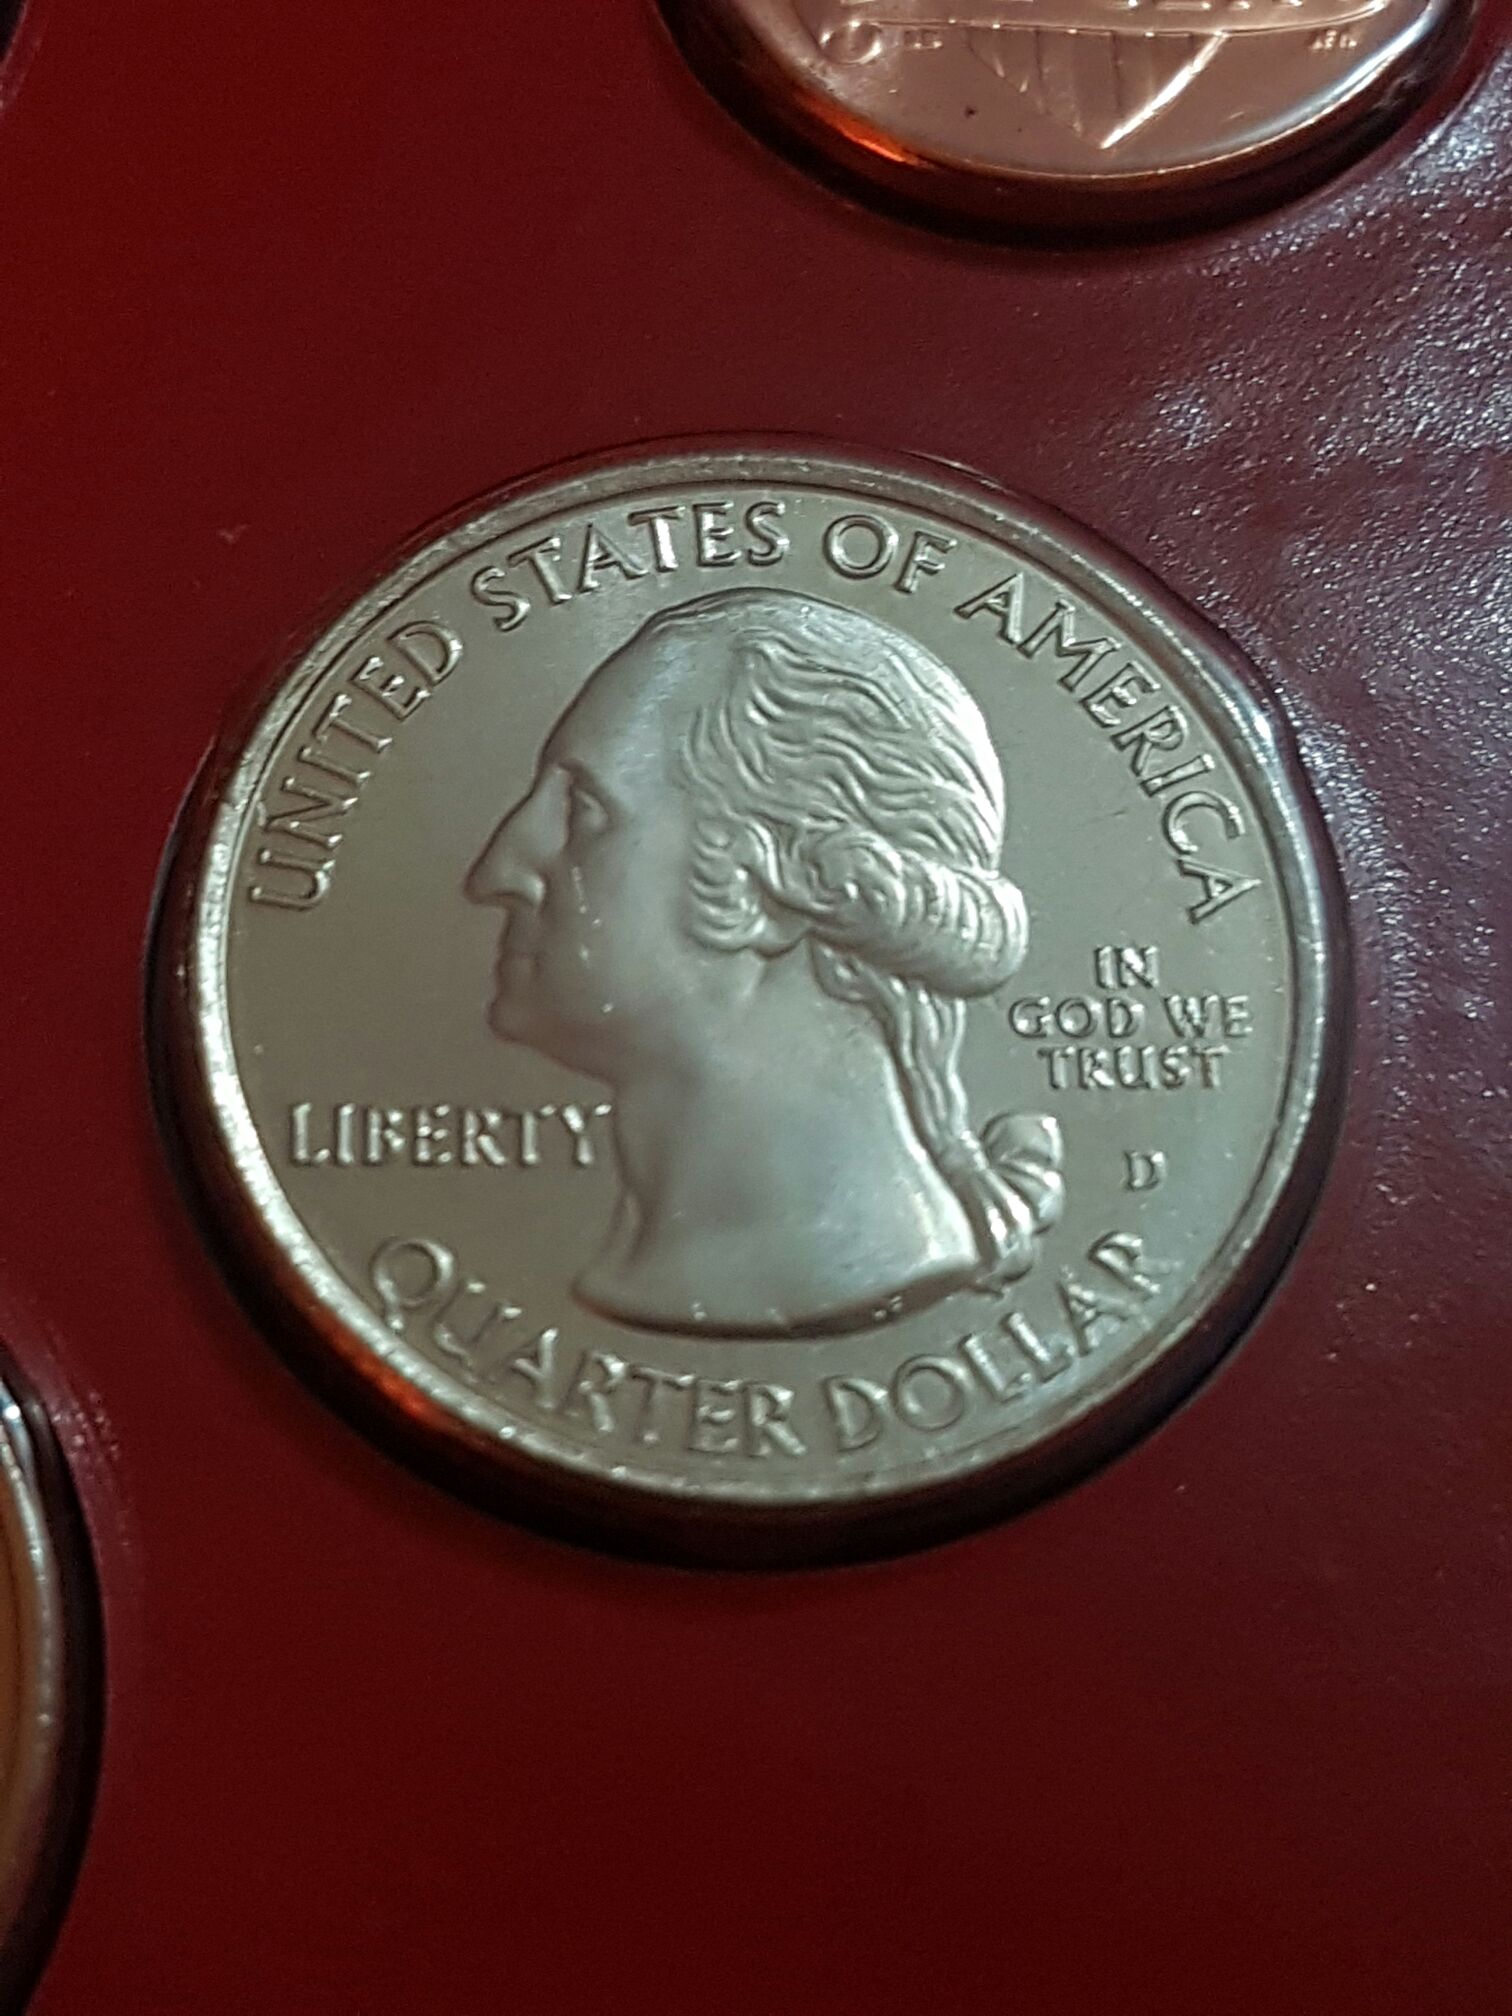 UNITED STATES OF AMERICA
IN
GOD WE
TRUST
LIBERTY
D
QUARTER DOLLAR